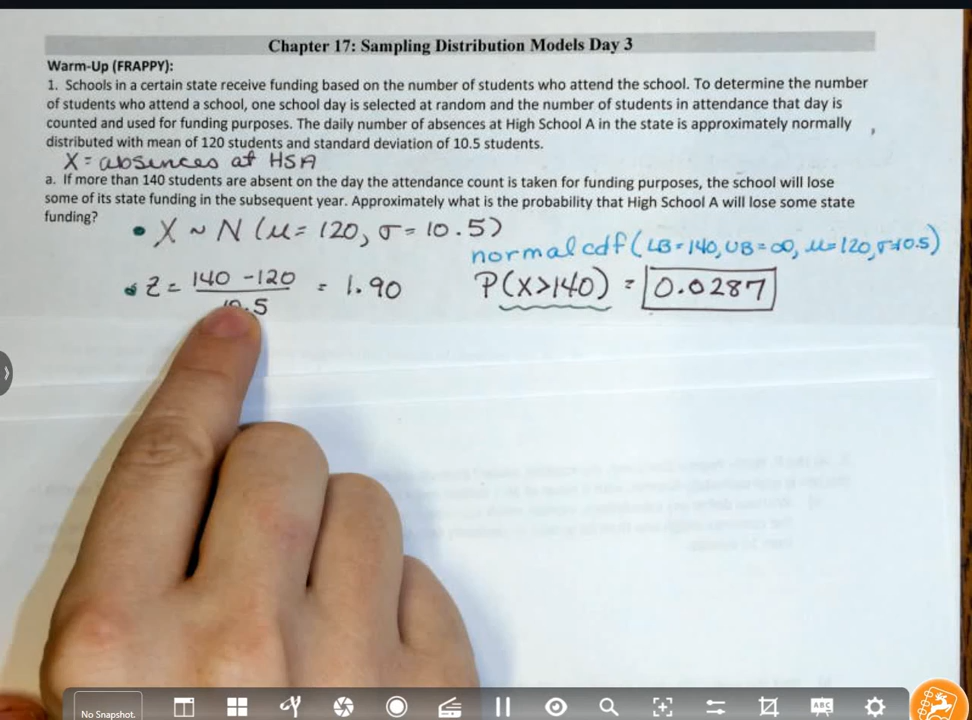 Chapter 17: Sampling Distribution Models Day 3
Warm-Up (FRAPPY):
1. Schools in a certain state receive funding based on the number of students who attend the school. To determine the number
of students who attend a school, one school day is selected at random and the number of students in attendance that day is
counted and used for funding purposes. The daily number of absences at High School A in the state is approximately normally
distributed with mean of 120 students and standard deviation of 10.5 students.
X = absences at HSA
a. If more than 140 students are absent on the day the attendance count is taken for funding purposes, the school will lose
some of its state funding in the subsequent year. Approximately what is the probability that High School A will lose some state
funding?
• X ~ N (μ = 120, σ = 10.5)
normalcdf (LB=140, UB=∞, μ=120, σ=10.5)
• Z = 140 - 120 / 10.5 = 1.90
P(X>140) = 0.0287
No Snapshot.
ABC